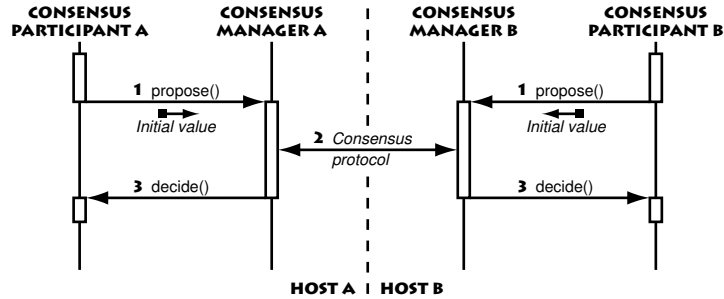 CONSENSUS PARTICIPANT A
CONSENSUS MANAGER A
CONSENSUS MANAGER B
CONSENSUS PARTICIPANT B
1 propose()
Initial value
1 propose()
Initial value
2 Consensus
protocol
3 decide()
3 decide()
HOST A
HOST B